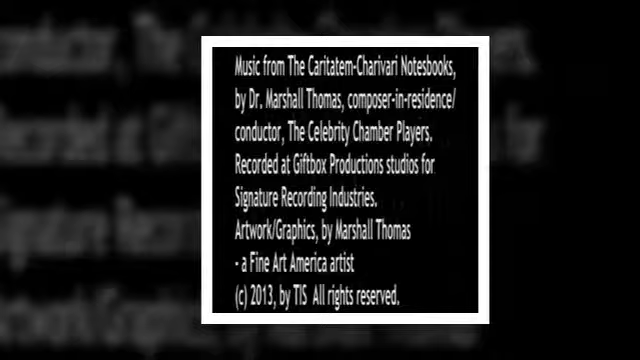 Music from The Caritatem-Charivari Notesbooks,
by Dr. Marshall Thomas, composer-in-residence/
conductor, The Celebrity Chamber Players.
Recorded at Giftbox Productions studios for
Signature Recording Industries.
Artwork/Graphics, by Marshall Thomas
- a Fine Art America artist
(c) 2013, by TIS All rights reserved.